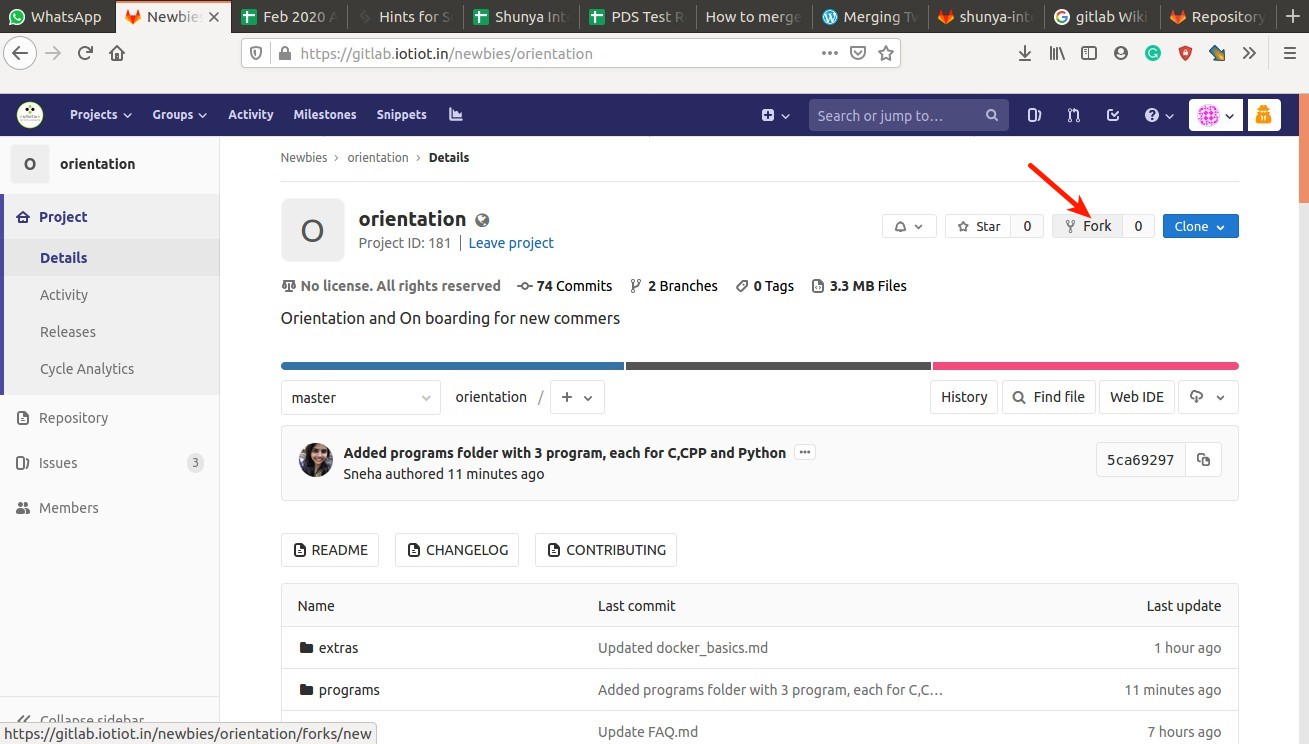 WhatsApp Newbies Feb 2020 Hints for S Shunya Int PDS Test R How to merge Merging Tw shunya-int gitlab Wiki Repository
https://gitlab.iotiot.in/newbies/orientation
Projects Groups Activity Milestones Snippets Search or jump to…
O orientation
Newbies › orientation › Details
Project
Details
Activity
Releases
Cycle Analytics
Repository
Issues 3
Members
Collapse sidebar
O
orientation
Project ID: 181 | Leave project
Star 0 Fork 0 Clone
No license. All rights reserved 74 Commits 2 Branches 0 Tags 3.3 MB Files
Orientation and On boarding for new commers
master orientation / + History Find file Web IDE
Added programs folder with 3 program, each for C,CPP and Python
Sneha authored 11 minutes ago
5ca69297
README CHANGELOG CONTRIBUTING
Name Last commit Last update
extras Updated docker_basics.md 1 hour ago
programs Added programs folder with 3 program, each for C,C… 11 minutes ago
Update FAQ.md 7 hours ago
https://gitlab.iotiot.in/newbies/orientation/forks/new